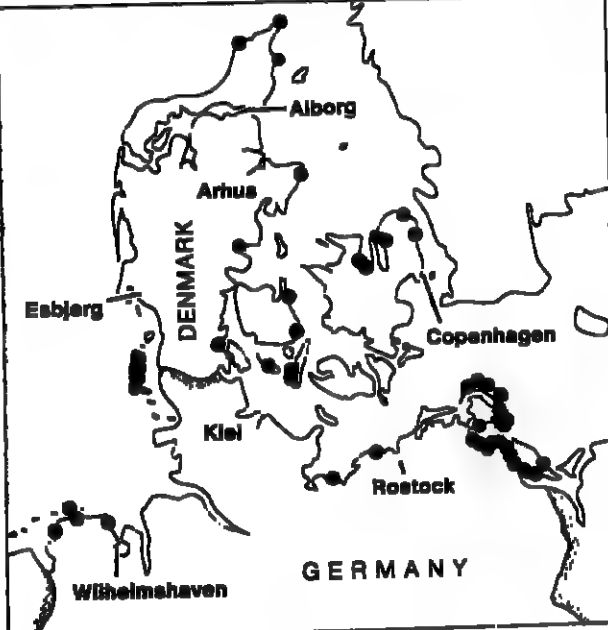 Alborg
Arhus
DENMARK
Esbjerg
Copenhagen
Kiel
Rostock
GERMANY
Wilhelmshaven